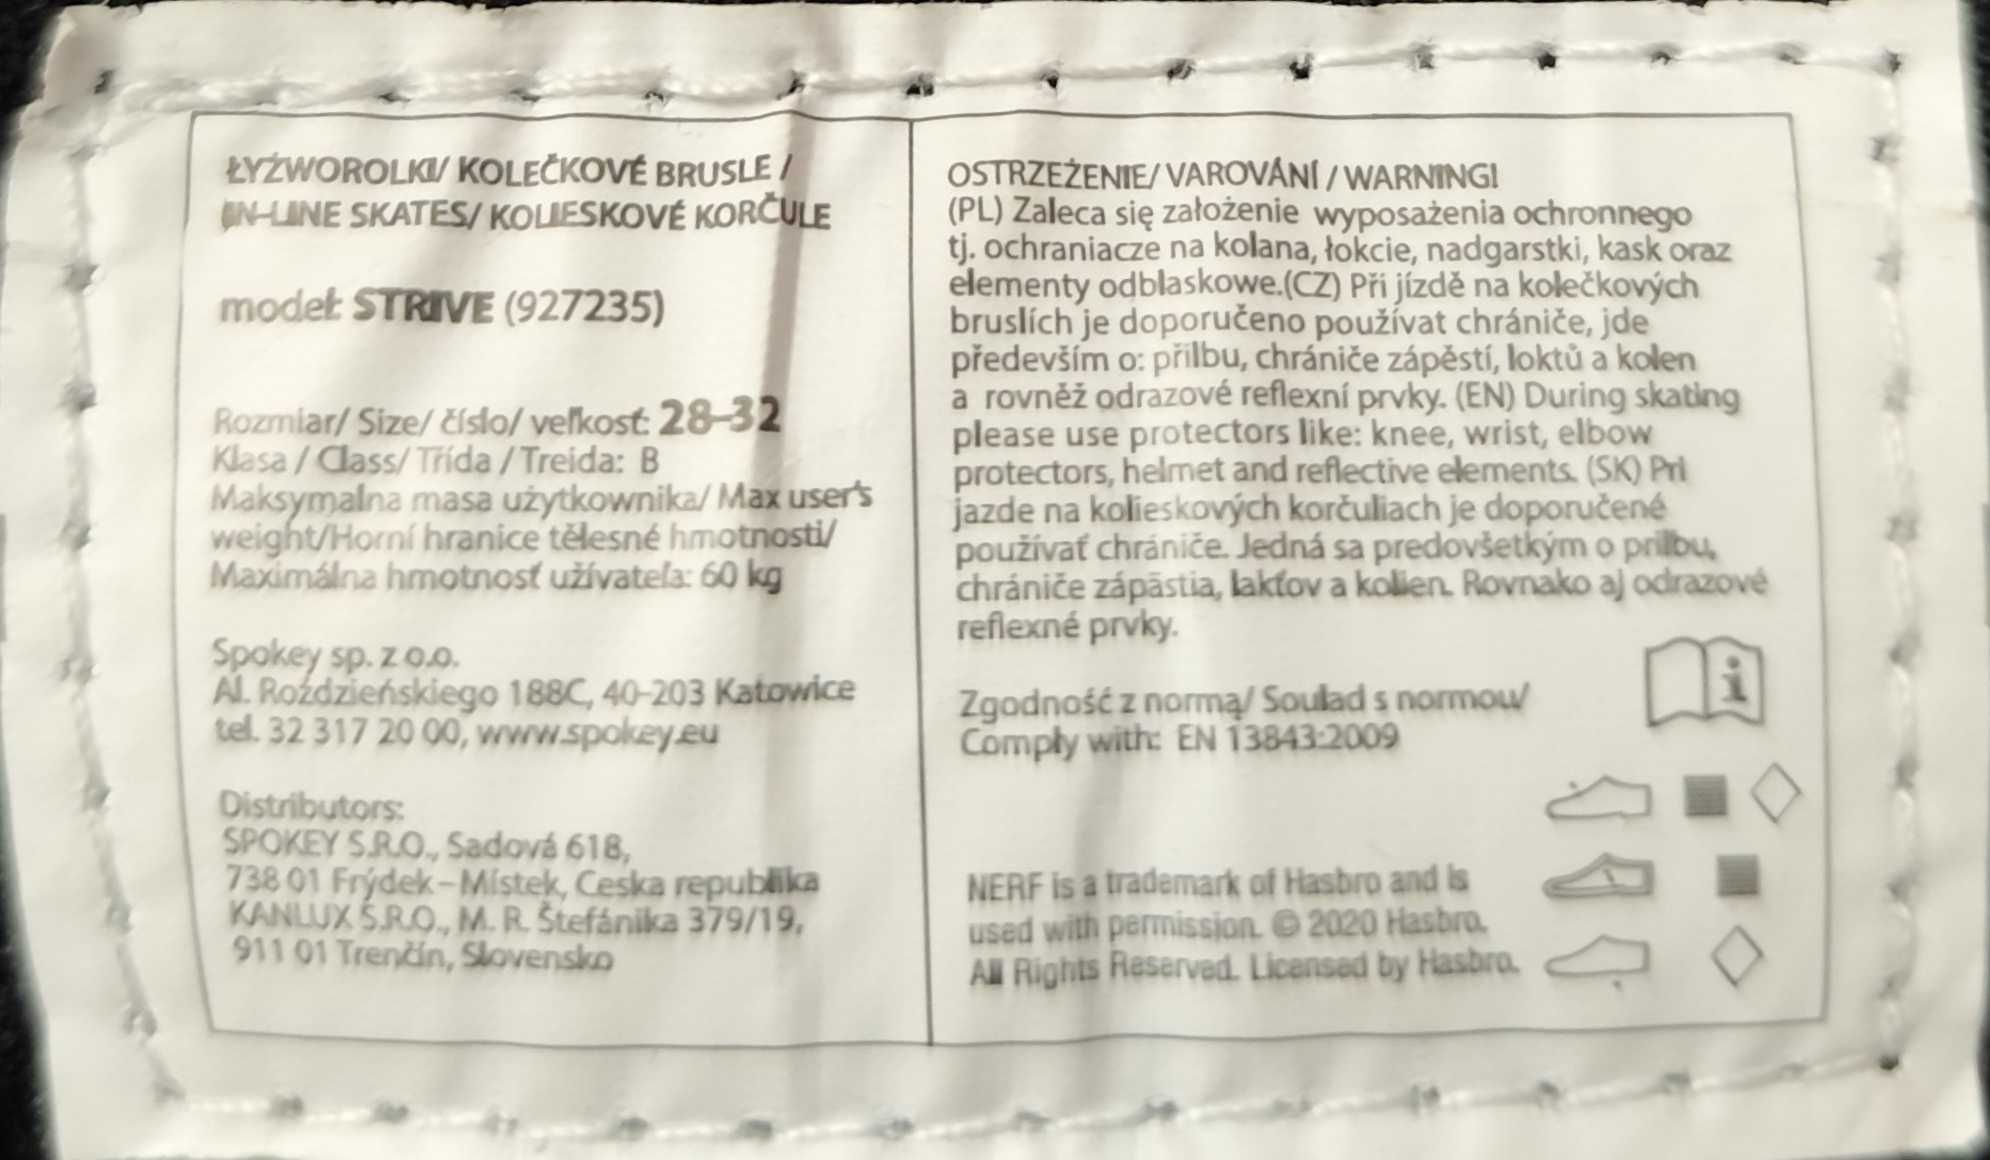 ŁYŻWOROLKI/ KOLEČKOVÉ BRUSLE /
IN-LINE SKATES/ KOLIESKOVÉ KORČULE
model: STRIVE (927235)
Rozmiar/ Size/ číslo/ veľkosť: 28-32
Klasa / Class/ Třída / Treida: B
Maksymalna masa użytkownika/ Max user's
weight/Horní hranice tělesné hmotnosti/
Maximálna hmotnosť užívateľa: 60 kg
Spokey sp. z o.o.
Al. Roździeńskiego 188C, 40-203 Katowice
tel. 32 317 20 00, www.spokey.eu
Distributors:
SPOKEY S.R.O., Sadová 618,
738 01 Frýdek–Místek, Ceska republika
KANLUX S.R.O., M. R. Štefánika 379/19,
911 01 Trenčín, Slovensko
OSTRZEŻENIE/ VAROVÁNÍ / WARNING!
(PL) Zaleca się założenie wyposażenia ochronnego
tj. ochraniacze na kolana, łokcie, nadgarstki, kask oraz
elementy odblaskowe.(CZ) Při jízdě na kolečkových
bruslích je doporučeno používat chrániče, jde
především o: přilbu, chrániče zápěstí, loktů a kolen
a rovněž odrazové reflexní prvky. (EN) During skating
please use protectors like: knee, wrist, elbow
protectors, helmet and reflective elements. (SK) Pri
jazde na kolieskových korčuliach je doporučené
používať chrániče. Jedná sa predovšetkým o prilbu,
chrániče zápästia, lakťov a kolien. Rovnako aj odrazové
reflexné prvky.
Zgodność z normą/ Soulad s normou/
Comply with: EN 13843:2009
NERF is a trademark of Hasbro and is
used with permission. © 2020 Hasbro.
All Rights Reserved. Licensed by Hasbro.